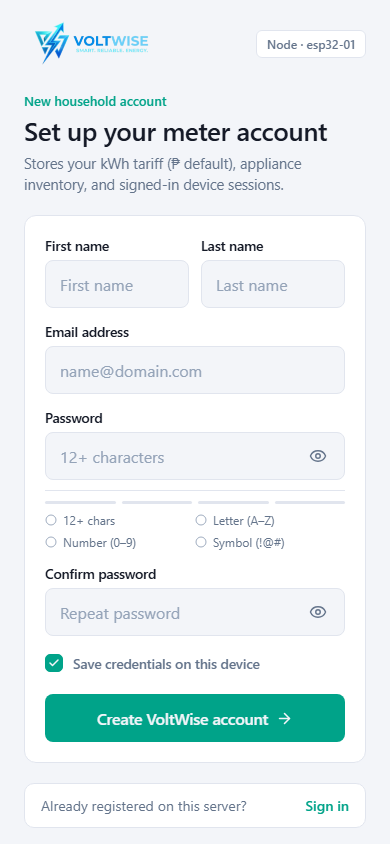 VOLTWISE
SMART. RELIABLE. ENERGY.
Node · esp32-01
New household account
Set up your meter account
Stores your kWh tariff (₱ default), appliance
inventory, and signed-in device sessions.
First name
Last name
First name
Last name
Email address
name@domain.com
Password
12+ characters
12+ chars
Letter (A–Z)
Number (0–9)
Symbol (!@#)
Confirm password
Repeat password
Save credentials on this device
Create VoltWise account →
Already registered on this server?
Sign in